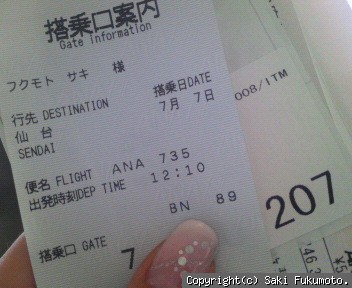 搭乗口案内
Gate Information
フクモト サキ 様
搭乗日DATE
行先 DESTINATION 7月 7日
仙 台
SENDAI
便名 FLIGHT ANA 735
出発時刻DEP TIME 12:10
BN 89
搭乗口 GATE 7
008/ITM
207
Copyright(c) Saki Fukumoto.